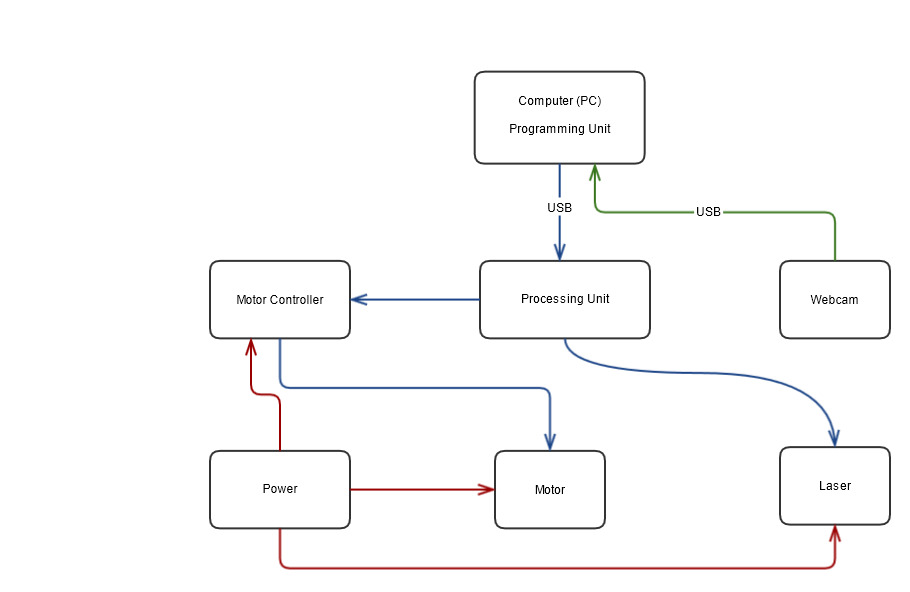 Computer (PC)
Programming Unit
USB
USB
Motor Controller
Processing Unit
Webcam
Power
Motor
Laser